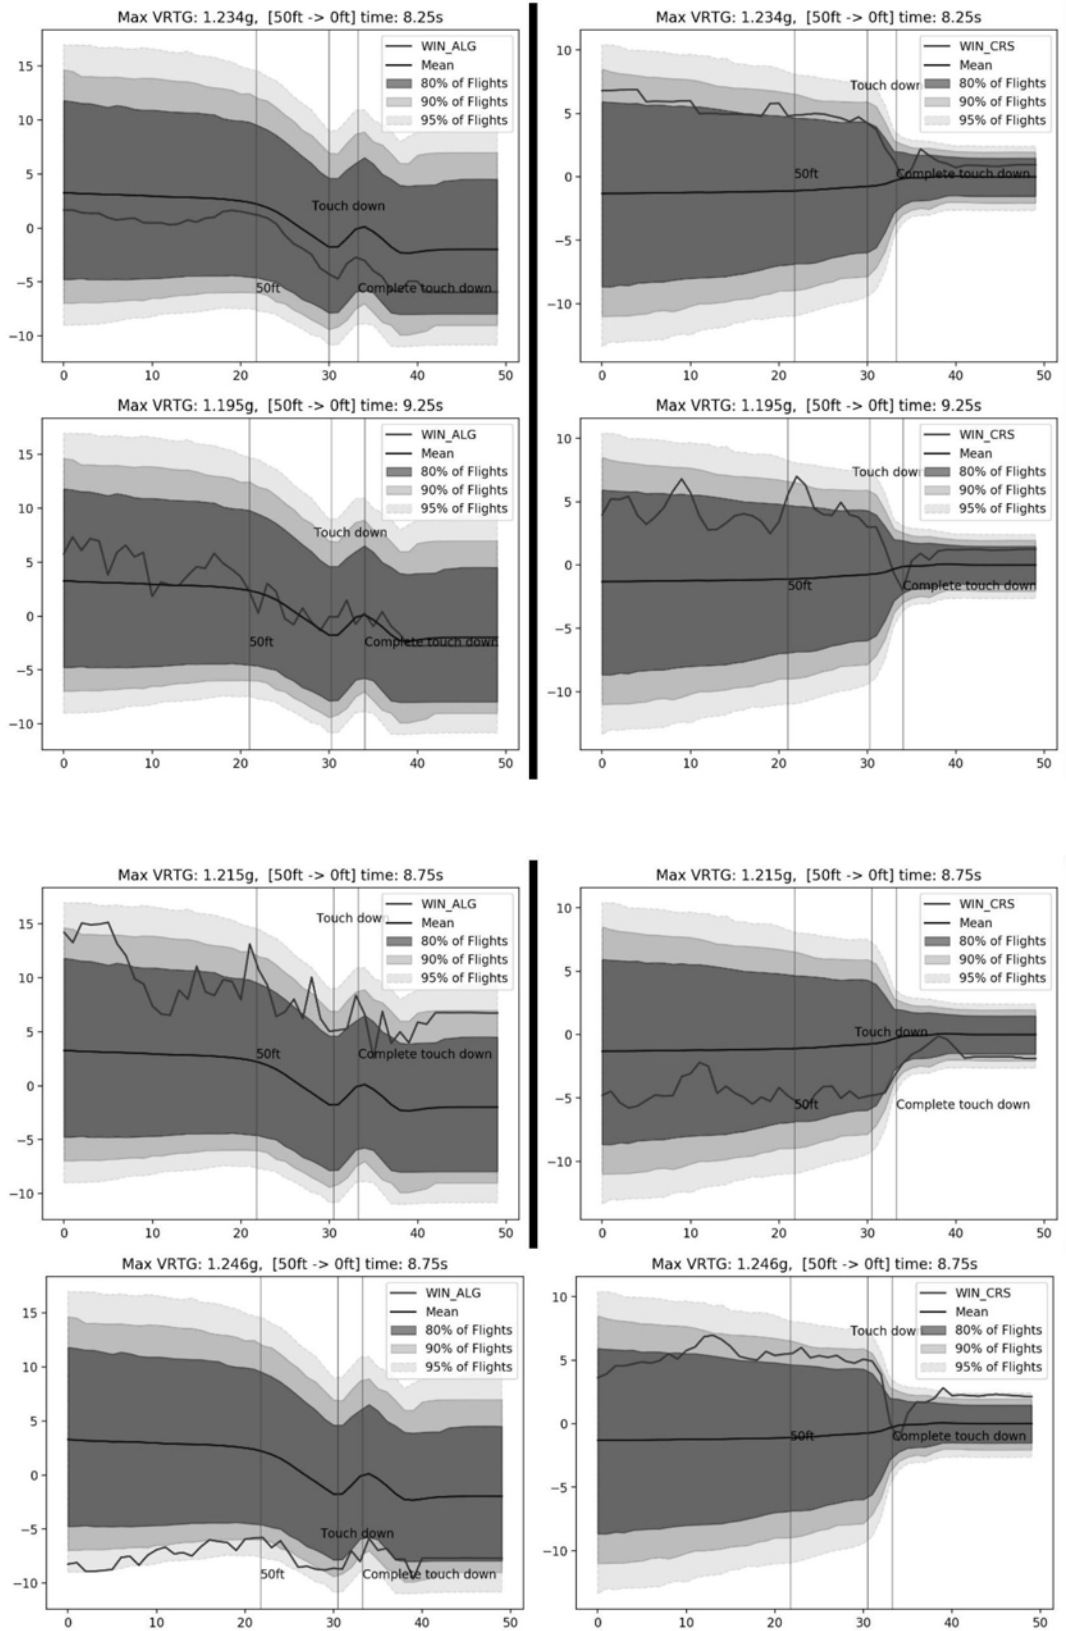 Max VRTG: 1.234g,  [50ft -> 0ft] time: 8.25s
WIN_ALG
Mean
80% of Flights
90% of Flights
95% of Flights
15
10
5
0
−5
−10
Touch down
50ft
Complete touch down
0 10 20 30 40 50
Max VRTG: 1.234g,  [50ft -> 0ft] time: 8.25s
WIN_CRS
Mean
80% of Flights
90% of Flights
95% of Flights
10
5
0
−5
−10
Touch down
50ft
Complete touch down
0 10 20 30 40 50
Max VRTG: 1.195g,  [50ft -> 0ft] time: 9.25s
WIN_ALG
Mean
80% of Flights
90% of Flights
95% of Flights
15
10
5
0
−5
−10
Touch down
50ft
Complete touch down
0 10 20 30 40 50
Max VRTG: 1.195g,  [50ft -> 0ft] time: 9.25s
WIN_CRS
Mean
80% of Flights
90% of Flights
95% of Flights
10
5
0
−5
−10
Touch down
50ft
Complete touch down
0 10 20 30 40 50
Max VRTG: 1.215g,  [50ft -> 0ft] time: 8.75s
WIN_ALG
Mean
80% of Flights
90% of Flights
95% of Flights
15
10
5
0
−5
−10
Touch down
50ft
Complete touch down
0 10 20 30 40 50
Max VRTG: 1.215g,  [50ft -> 0ft] time: 8.75s
WIN_CRS
Mean
80% of Flights
90% of Flights
95% of Flights
10
5
0
−5
−10
Touch down
50ft
Complete touch down
0 10 20 30 40 50
Max VRTG: 1.246g,  [50ft -> 0ft] time: 8.75s
WIN_ALG
Mean
80% of Flights
90% of Flights
95% of Flights
15
10
5
0
−5
−10
Touch down
50ft
Complete touch down
0 10 20 30 40 50
Max VRTG: 1.246g,  [50ft -> 0ft] time: 8.75s
WIN_CRS
Mean
80% of Flights
90% of Flights
95% of Flights
10
5
0
−5
−10
Touch dow
50ft
Complete touch down
0 10 20 30 40 50